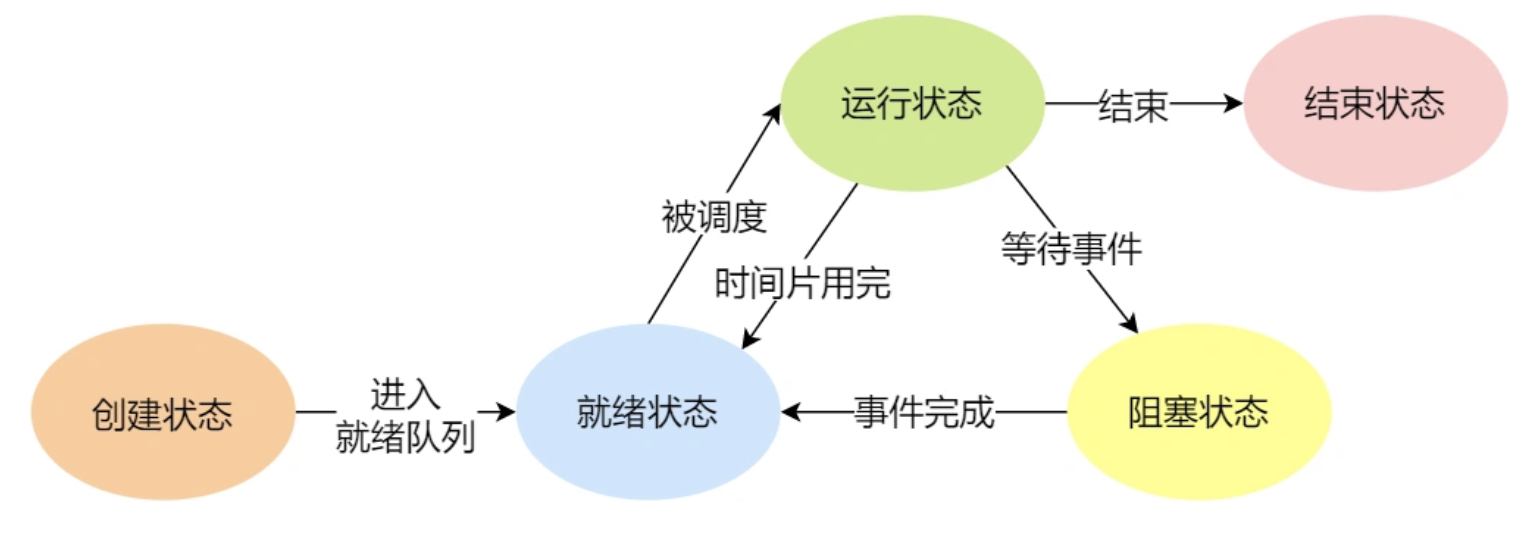 运行状态
结束
结束状态
被调度
等待事件
时间片用完
创建状态
进入
就绪队列
就绪状态
事件完成
阻塞状态